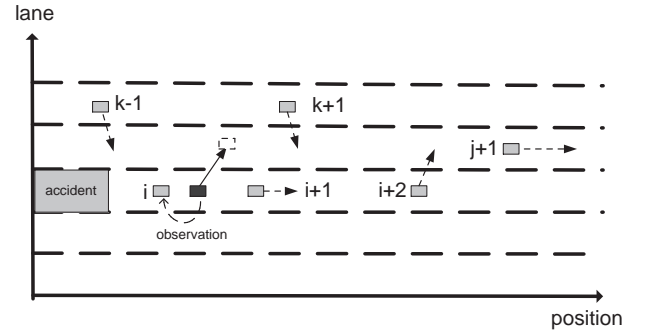 lane
k-1
k+1
j+1
accident
i
i+1
i+2
observation
position